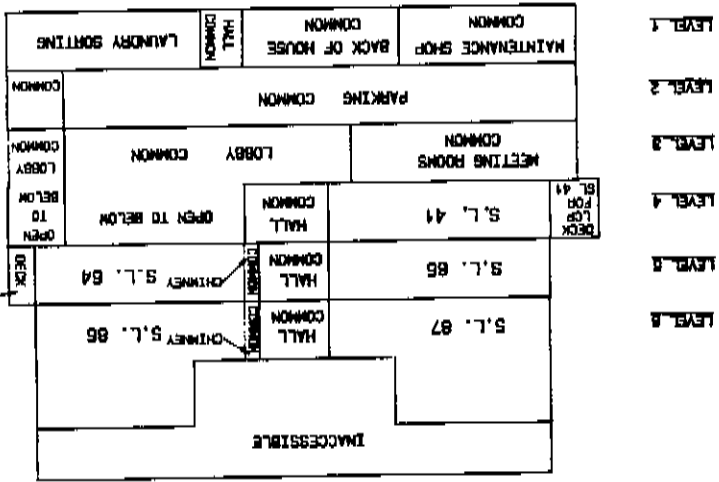 INACCESSIBLE
LEVEL 6
S.L. 87
HALL
COMMON
COMMON
CHIMNEY
S.L. 86
LEVEL 5
S.L. 65
HALL
COMMON
COMMON
CHIMNEY
S.L. 64
DECK
LEVEL 4
DECK
LCP
FOR
SL 41
S.L. 41
HALL
COMMON
OPEN TO BELOW
OPEN
TO
BELOW
LEVEL 3
MEETING ROOMS
COMMON
LOBBY COMMON
LOBBY
COMMON
LEVEL 2
PARKING COMMON
COMMON
LEVEL 1
MAINTENANCE SHOP
COMMON
BACK OF HOUSE
COMMON
HALL
COMMON
LAUNDRY SORTING